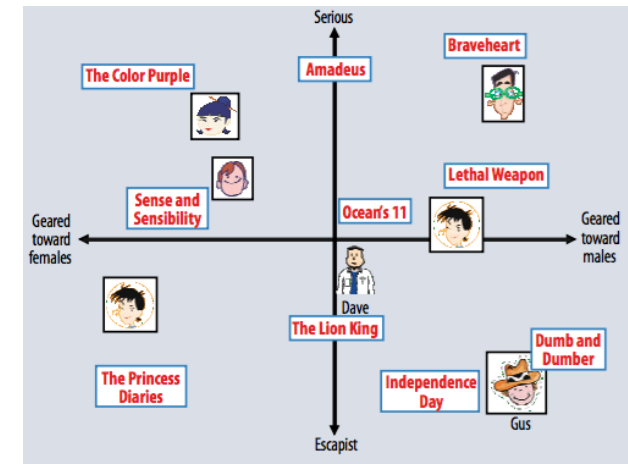 Serious
Braveheart
Amadeus
The Color Purple
Lethal Weapon
Sense and
Sensibility
Ocean's 11
Geared
toward
females
Geared
toward
males
Dave
The Lion King
Dumb and
Dumber
The Princess
Diaries
Independence
Day
Gus
Escapist